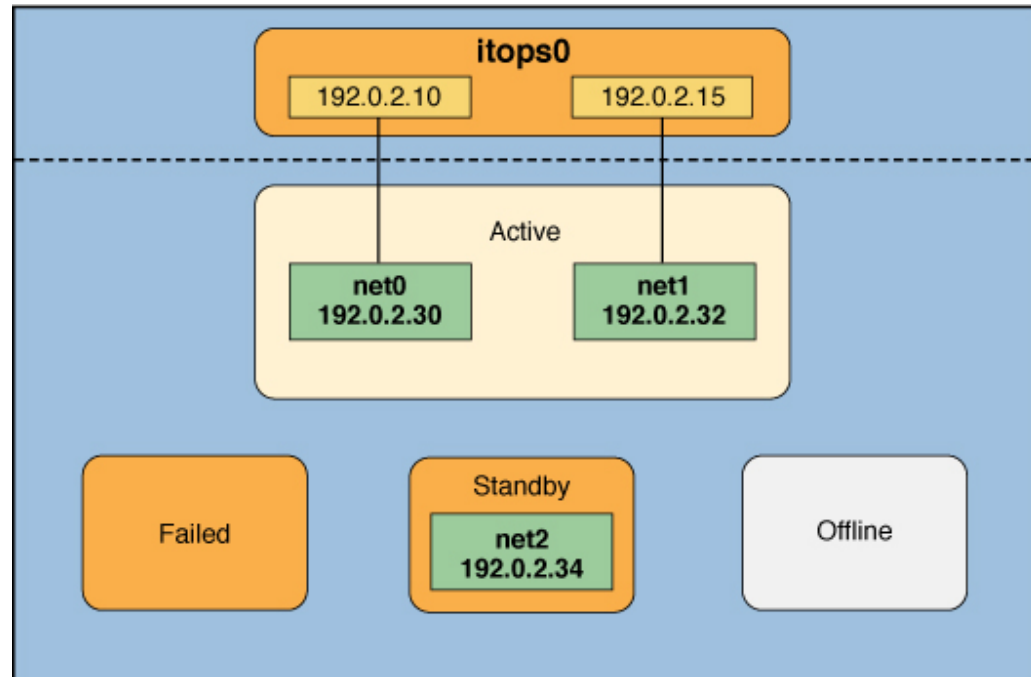 itops0
192.0.2.10
192.0.2.15
Active
net0
192.0.2.30
net1
192.0.2.32
Failed
Standby
net2
192.0.2.34
Offline